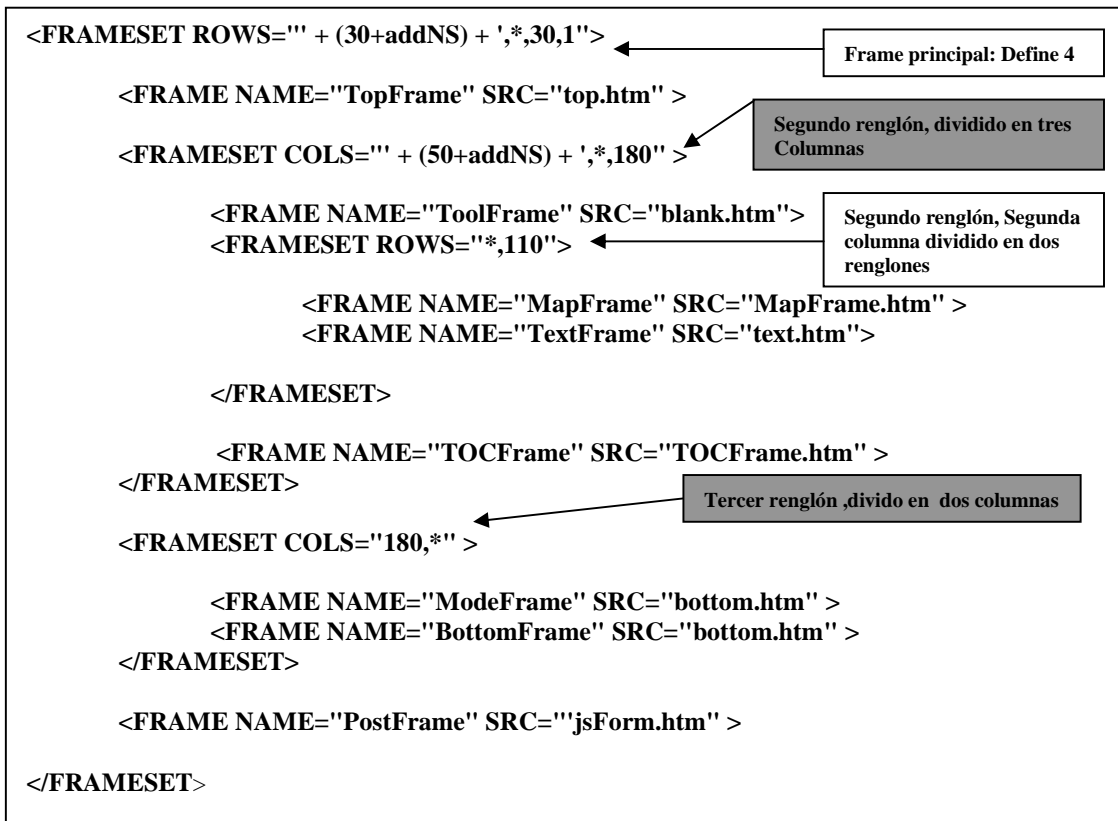 <FRAMESET ROWS="' + (30+addNS) + ',*,30,1">
Frame principal: Define 4
<FRAME NAME="TopFrame" SRC="top.htm" >
Segundo renglón, dividido en tres
Columnas
<FRAMESET COLS="' + (50+addNS) + ',*,180" >
<FRAME NAME="ToolFrame" SRC="blank.htm">
Segundo renglón, Segunda
columna dividido en dos
renglones
<FRAMESET ROWS="*,110">
<FRAME NAME="MapFrame" SRC="MapFrame.htm" >
<FRAME NAME="TextFrame" SRC="text.htm">
</FRAMESET>
<FRAME NAME="TOCFrame" SRC="TOCFrame.htm" >
</FRAMESET>
Tercer renglón ,divido en dos columnas
<FRAMESET COLS="180,*" >
<FRAME NAME="ModeFrame" SRC="bottom.htm" >
<FRAME NAME="BottomFrame" SRC="bottom.htm" >
</FRAMESET>
<FRAME NAME="PostFrame" SRC="'jsForm.htm" >
</FRAMESET>